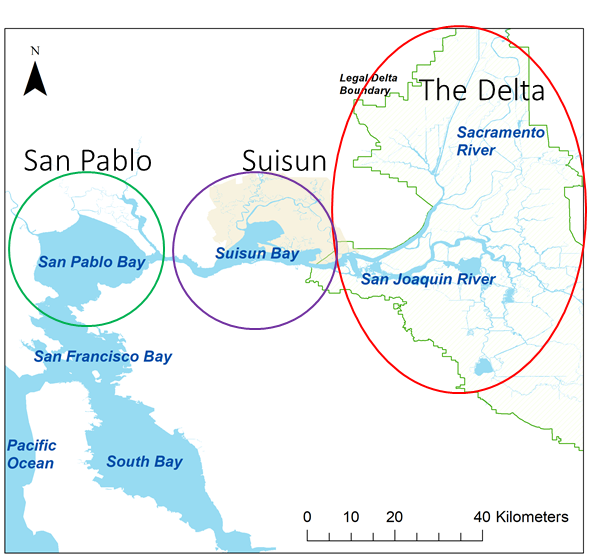 N
Legal Delta
Boundary
The Delta
Sacramento
River
San Pablo
Suisun
San Pablo Bay
Suisun Bay
San Joaquin River
San Francisco Bay
Pacific
Ocean
South Bay
0 10 20 40 Kilometers